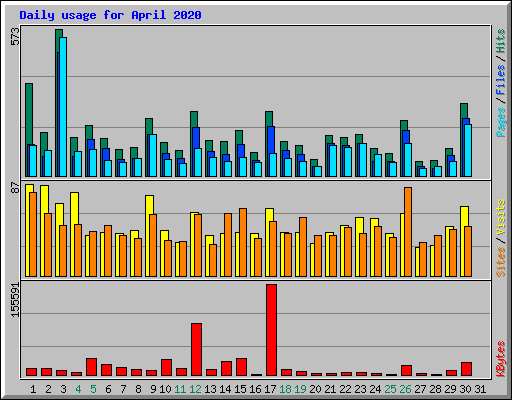 Daily usage for April 2020
573
Pages / Files / Hits
87
Sites / Visits
155591
KBytes
1 2 3 4 5 6 7 8 9 10 11 12 13 14 15 16 17 18 19 20 21 22 23 24 25 26 27 28 29 30 31